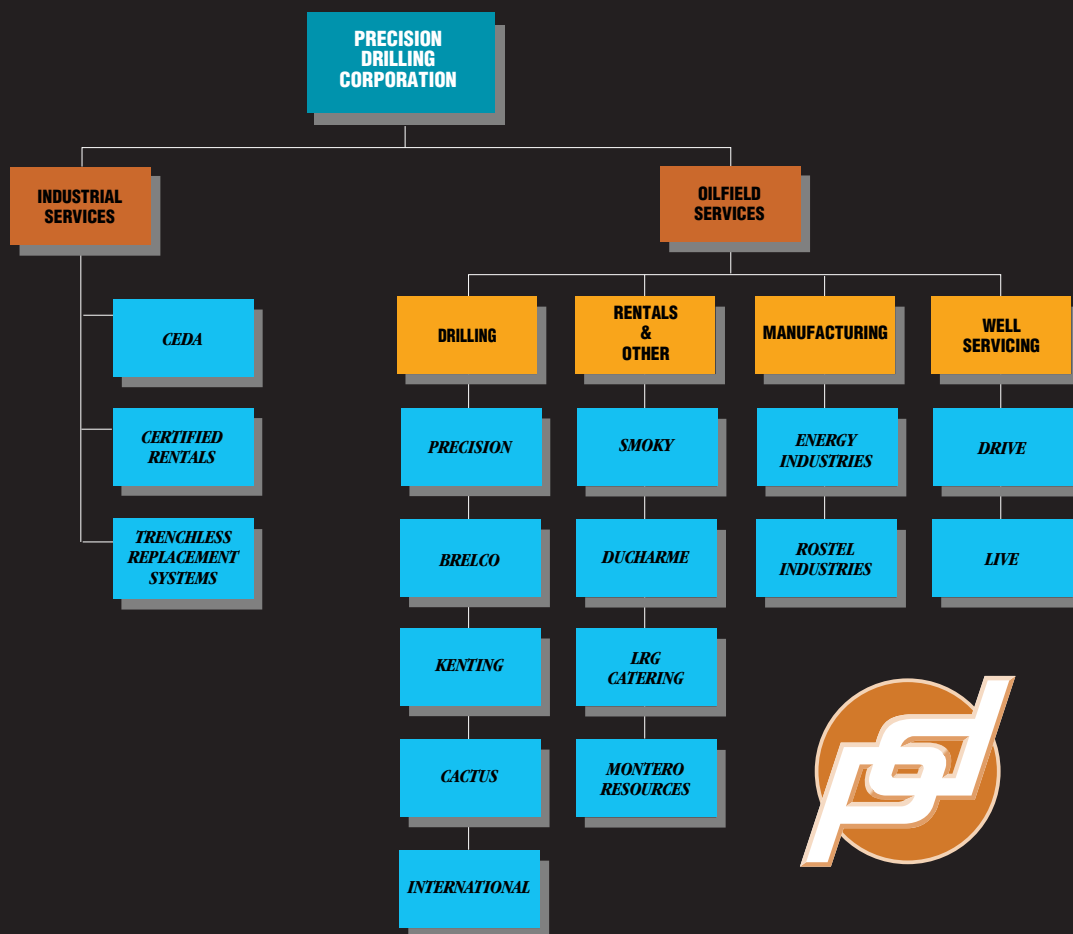 PRECISION
DRILLING
CORPORATION
INDUSTRIAL
SERVICES
OILFIELD
SERVICES
CEDA
CERTIFIED
RENTALS
TRENCHLESS
REPLACEMENT
SYSTEMS
DRILLING
PRECISION
BRELCO
KENTING
CACTUS
INTERNATIONAL
RENTALS
&
OTHER
SMOKY
DUCHARME
LRG
CATERING
MONTERO
RESOURCES
MANUFACTURING
ENERGY
INDUSTRIES
ROSTEL
INDUSTRIES
WELL
SERVICING
DRIVE
LIVE
pd